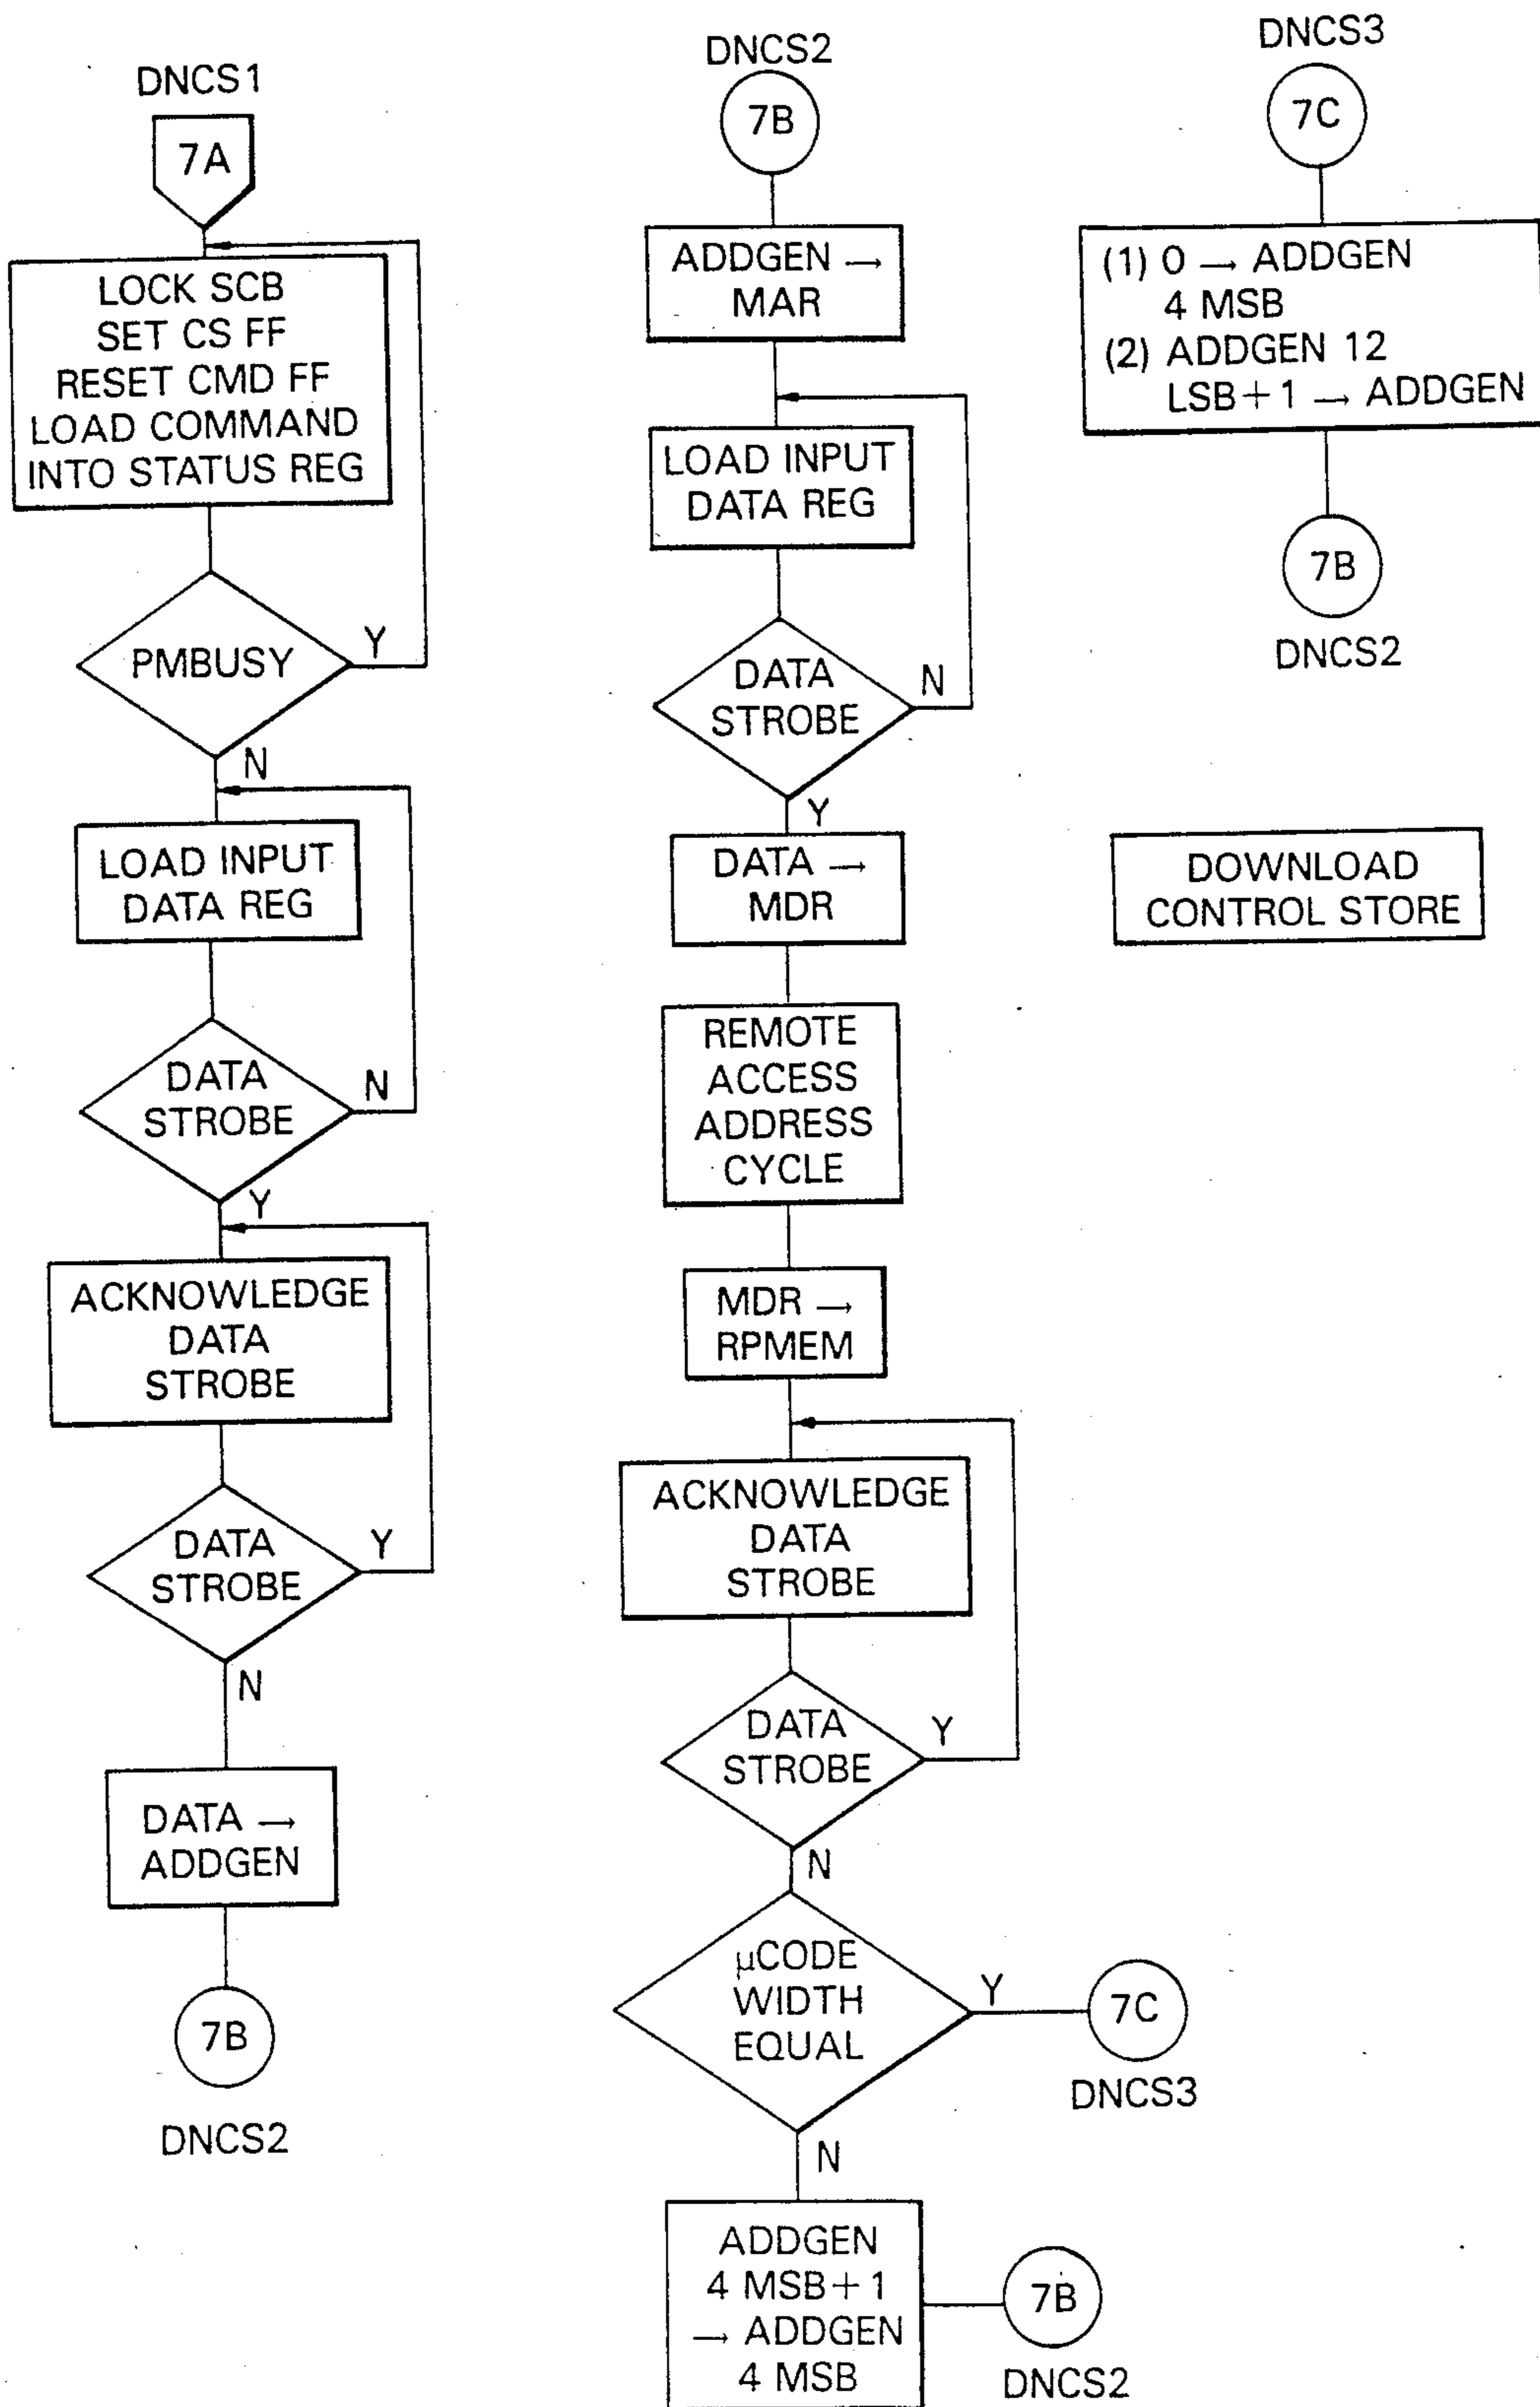 DNCS1
7A
LOCK SCB
SET CS FF
RESET CMD FF
LOAD COMMAND
INTO STATUS REG
PMBUSY
Y
N
LOAD INPUT
DATA REG
DATA
STROBE
N
Y
ACKNOWLEDGE
DATA
STROBE
DATA
STROBE
Y
N
DATA →
ADDGEN
7B
DNCS2
DNCS2
7B
ADDGEN →
MAR
LOAD INPUT
DATA REG
DATA
STROBE
N
Y
DATA →
MDR
REMOTE
ACCESS
ADDRESS
CYCLE
MDR →
RPMEM
ACKNOWLEDGE
DATA
STROBE
DATA
STROBE
Y
N
μCODE
WIDTH
EQUAL
Y
7C
DNCS3
N
ADDGEN
4 MSB+1
→ ADDGEN
4 MSB
7B
DNCS2
DNCS3
7C
(1) 0 → ADDGEN
4 MSB
(2) ADDGEN 12
LSB+1 → ADDGEN
7B
DNCS2
DOWNLOAD
CONTROL STORE